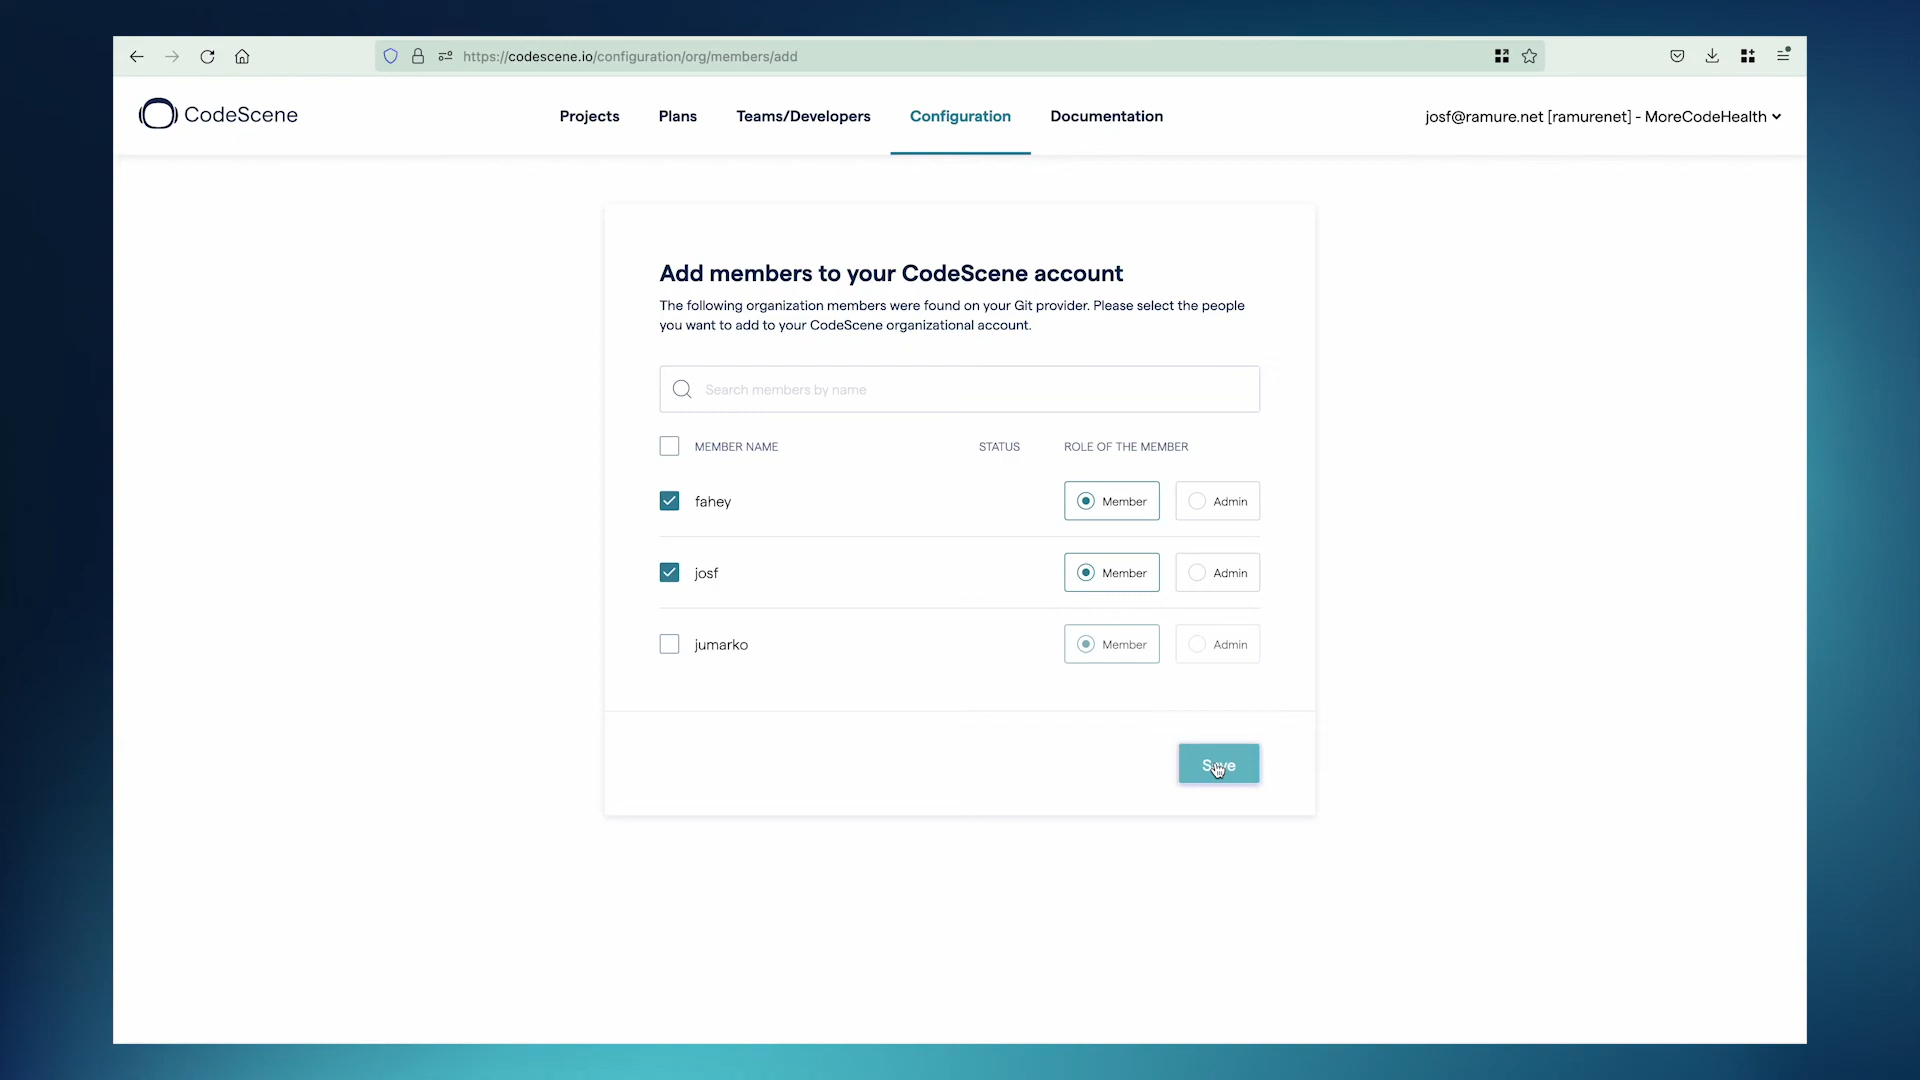 https://codescene.io/configuration/org/members/add
CodeScene
Projects
Plans
Teams/Developers
Configuration
Documentation
josf@ramure.net [ramurenet] - MoreCodeHealth
Add members to your CodeScene account
The following organization members were found on your Git provider. Please select the people
you want to add to your CodeScene organizational account.
Search members by name
MEMBER NAME
STATUS
ROLE OF THE MEMBER
fahey
Member
Admin
josf
Member
Admin
jumarko
Member
Admin
Save